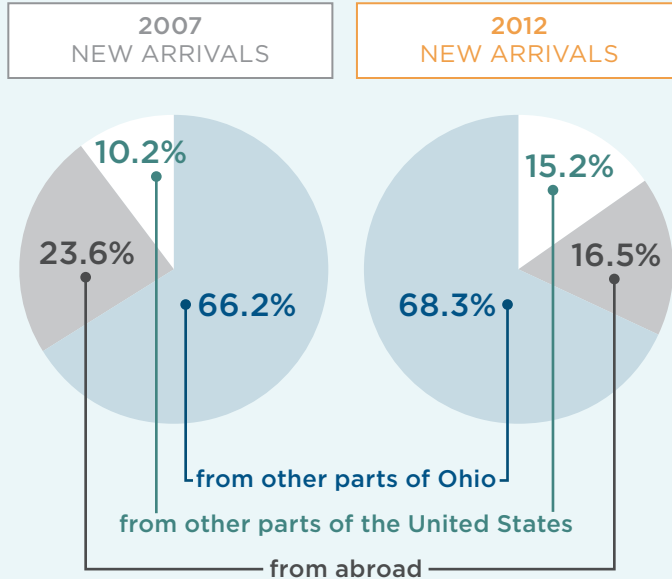 2007
NEW ARRIVALS
2012
NEW ARRIVALS
10.2%
23.6%
66.2%
15.2%
16.5%
68.3%
from other parts of Ohio
from other parts of the United States
from abroad